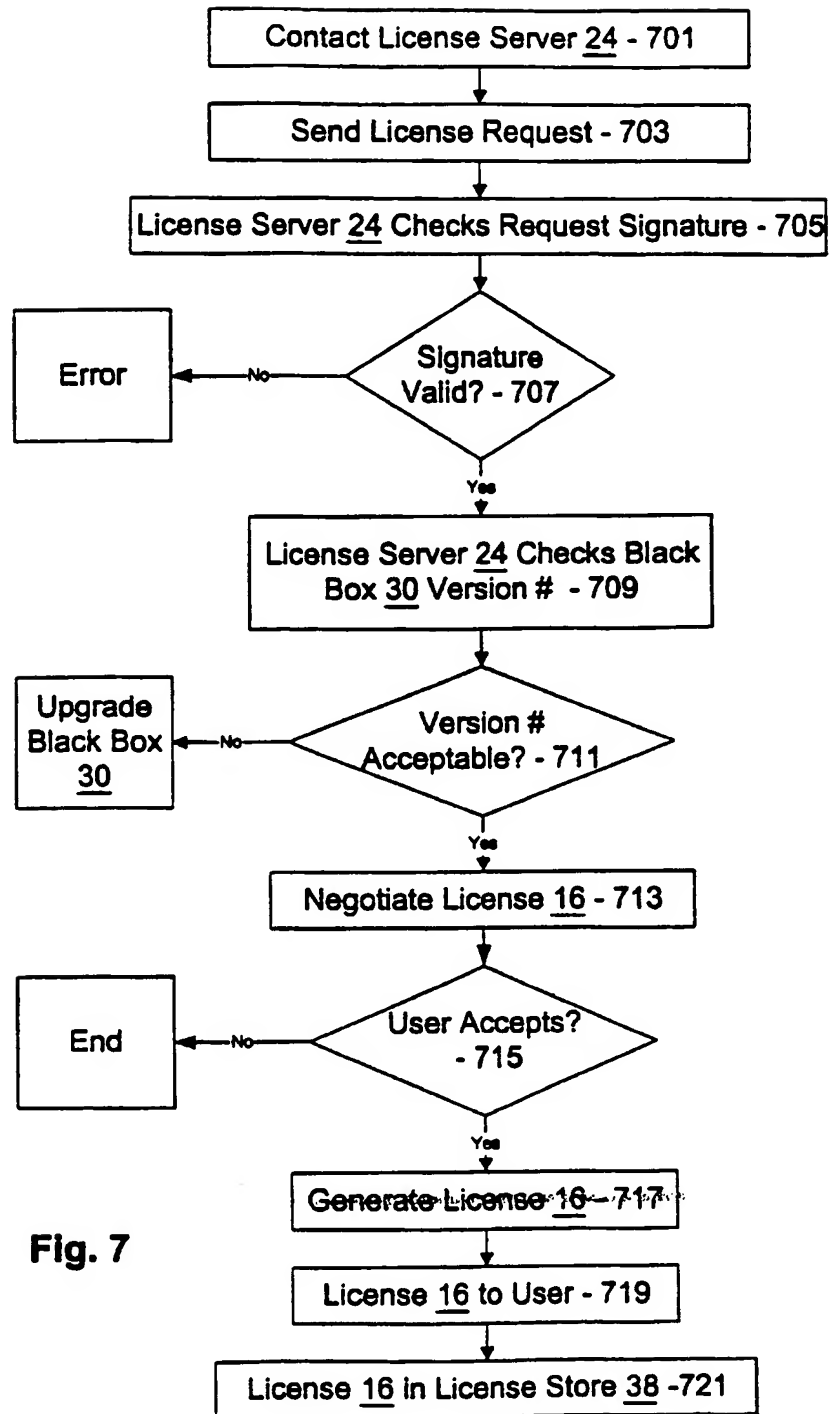 Contact License Server 24 - 701
Send License Request - 703
License Server 24 Checks Request Signature - 705
Signature
Valid? - 707
No
Error
Yes
License Server 24 Checks Black
Box 30 Version # - 709
Version #
Acceptable? - 711
No
Upgrade
Black Box
30
Yes
Negotiate License 16 - 713
User Accepts?
- 715
No
End
Yes
Generate License 16 - 717
License 16 to User - 719
License 16 in License Store 38 -721
Fig. 7